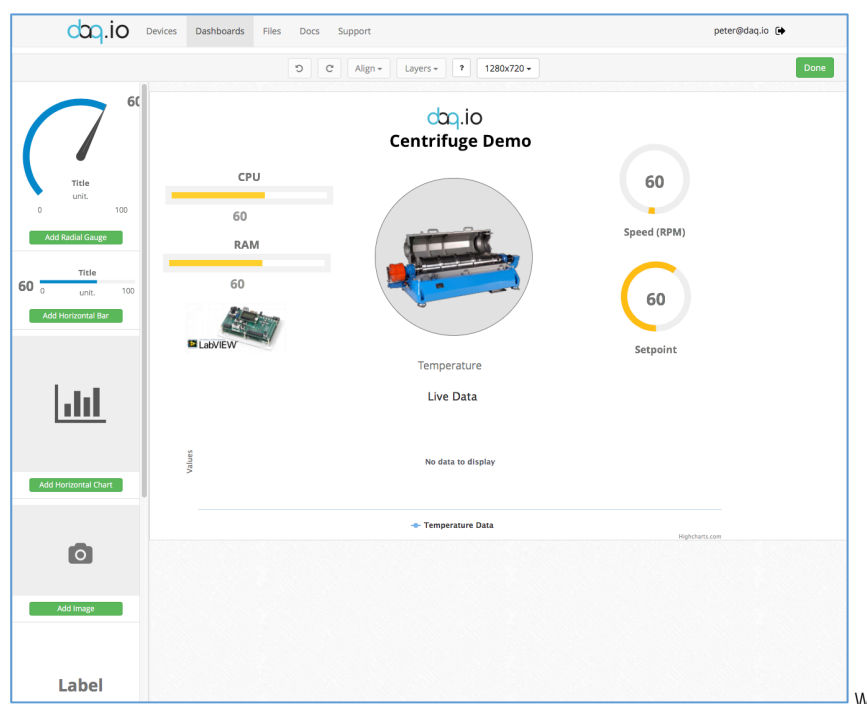 daq.io Devices Dashboards Files Docs Support peter@daq.io
Align Layers ? 1280x720 Done
60
Title
unit.
0 100
Add Radial Gauge
Title
60 0 unit. 100
Add Horizontal Bar
Add Horizontal Chart
Add Image
Label
daq.io
Centrifuge Demo
CPU
60
RAM
60
LabVIEW
60
Speed (RPM)
60
Setpoint
Temperature
Live Data
Values
No data to display
Temperature Data
Highcharts.com
W